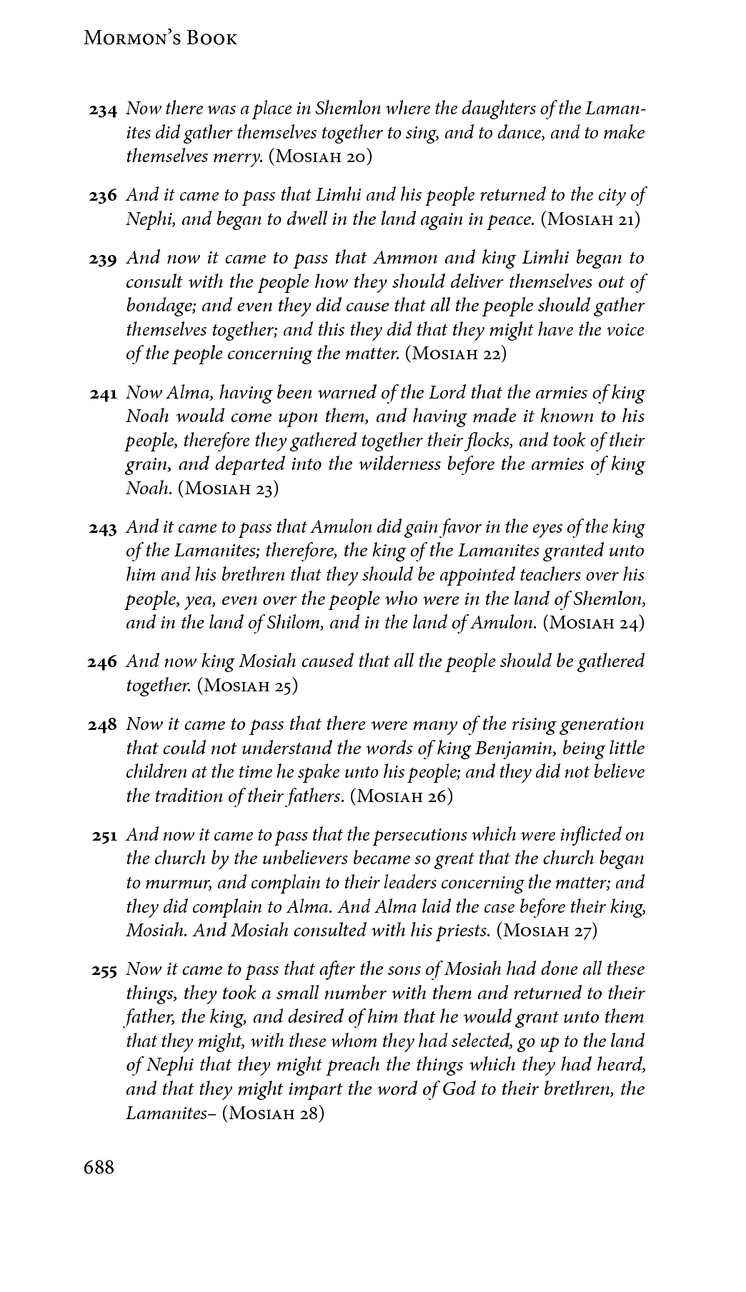 Mormon’s Book
234 Now there was a place in Shemlon where the daughters of the Laman-
ites did gather themselves together to sing, and to dance, and to make
themselves merry. (Mosiah 20)
236 And it came to pass that Limhi and his people returned to the city of
Nephi, and began to dwell in the land again in peace. (Mosiah 21)
239 And now it came to pass that Ammon and king Limhi began to
consult with the people how they should deliver themselves out of
bondage; and even they did cause that all the people should gather
themselves together; and this they did that they might have the voice
of the people concerning the matter. (Mosiah 22)
241 Now Alma, having been warned of the Lord that the armies of king
Noah would come upon them, and having made it known to his
people, therefore they gathered together their flocks, and took of their
grain, and departed into the wilderness before the armies of king
Noah. (Mosiah 23)
243 And it came to pass that Amulon did gain favor in the eyes of the king
of the Lamanites; therefore, the king of the Lamanites granted unto
him and his brethren that they should be appointed teachers over his
people, yea, even over the people who were in the land of Shemlon,
and in the land of Shilom, and in the land of Amulon. (Mosiah 24)
246 And now king Mosiah caused that all the people should be gathered
together. (Mosiah 25)
248 Now it came to pass that there were many of the rising generation
that could not understand the words of king Benjamin, being little
children at the time he spake unto his people; and they did not believe
the tradition of their fathers. (Mosiah 26)
251 And now it came to pass that the persecutions which were inflicted on
the church by the unbelievers became so great that the church began
to murmur, and complain to their leaders concerning the matter; and
they did complain to Alma. And Alma laid the case before their king,
Mosiah. And Mosiah consulted with his priests. (Mosiah 27)
255 Now it came to pass that after the sons of Mosiah had done all these
things, they took a small number with them and returned to their
father, the king, and desired of him that he would grant unto them
that they might, with these whom they had selected, go up to the land
of Nephi that they might preach the things which they had heard,
and that they might impart the word of God to their brethren, the
Lamanites– (Mosiah 28)
688